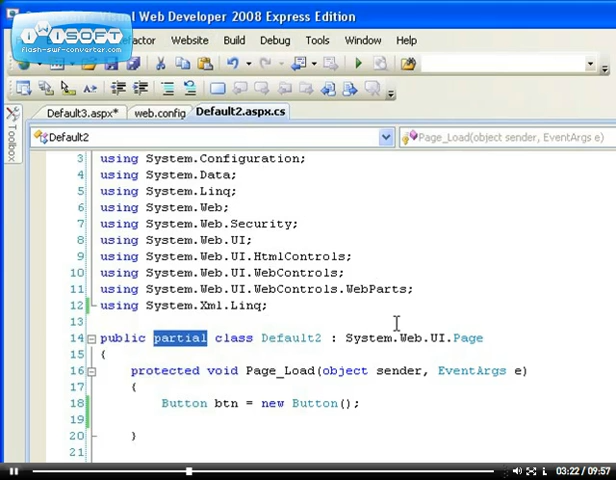 Visual Web Developer 2008 Express Edition
iWiSOFT
flash-swf-converter.com
Website Build Debug Tools Window Help
Default3.aspx* web.config Default2.aspx.cs
Toolbox
Default2 Page_Load(object sender, EventArgs e)
3 using System.Configuration;
4 using System.Data;
5 using System.Linq;
6 using System.Web;
7 using System.Web.Security;
8 using System.Web.UI;
9 using System.Web.UI.HtmlControls;
10 using System.Web.UI.WebControls;
11 using System.Web.UI.WebControls.WebParts;
12 using System.Xml.Linq;
13
14 public partial class Default2 : System.Web.UI.Page
15 {
16 protected void Page_Load(object sender, EventArgs e)
17 {
18 Button btn = new Button();
19
20 }
21
03:22 / 09:57